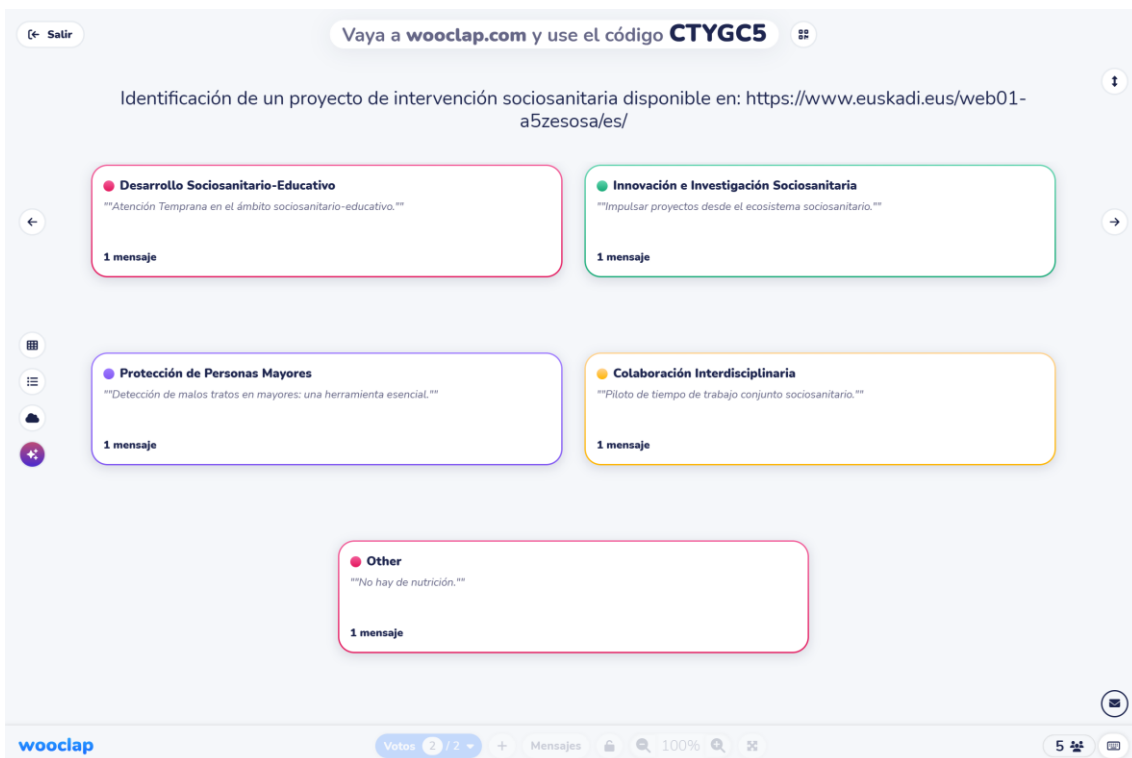 Salir
Vaya a wooclap.com y use el código CTYGC5
Identificación de un proyecto de intervención sociosanitaria disponible en: https://www.euskadi.eus/web01-
a5zesosa/es/
Desarrollo Sociosanitario-Educativo
""Atención Temprana en el ámbito sociosanitario-educativo.""
1 mensaje
Innovación e Investigación Sociosanitaria
""Impulsar proyectos desde el ecosistema sociosanitario.""
1 mensaje
Protección de Personas Mayores
""Detección de malos tratos en mayores: una herramienta esencial.""
1 mensaje
Colaboración Interdisciplinaria
""Piloto de tiempo de trabajo conjunto sociosanitario.""
1 mensaje
Other
""No hay de nutrición.""
1 mensaje
wooclap
Votos 2 / 2
+ Mensajes
100%
5